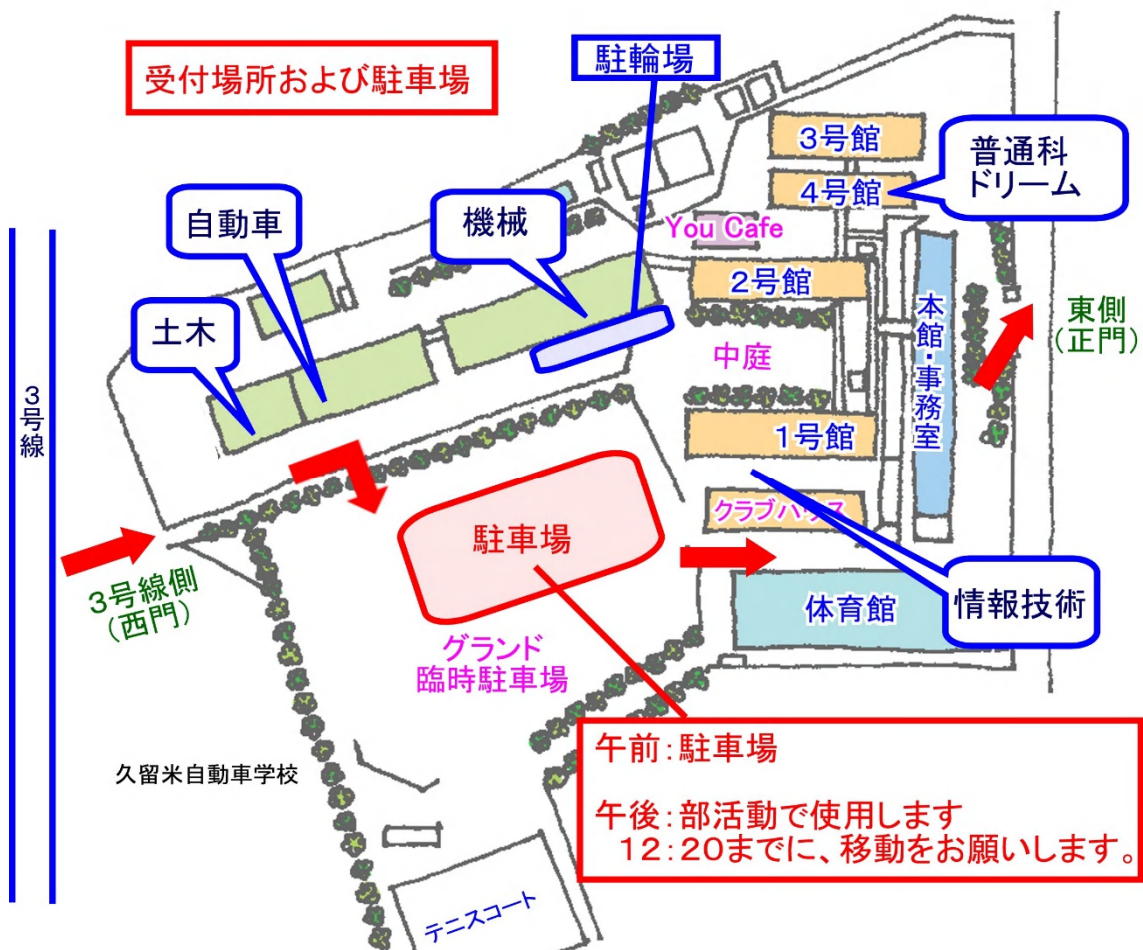 受付場所および駐車場
駐輪場
3号館
4号館
普通科
ドリーム
自動車
機械
You Cafe
2号館
土木
中庭
本館・事務室
東側
(正門)
3号線
1号館
クラブハウス
駐車場
3号線側
(西門)
体育館
情報技術
グランド
臨時駐車場
久留米自動車学校
午前:駐車場
午後:部活動で使用します
12:20までに、移動をお願いします。
テニスコート